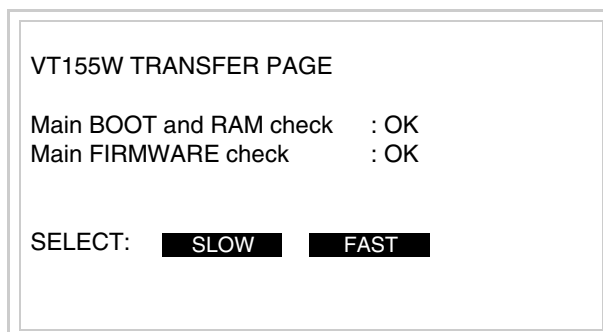 VT155W TRANSFER PAGE
Main BOOT and RAM check : OK
Main FIRMWARE check : OK
SELECT: SLOW FAST